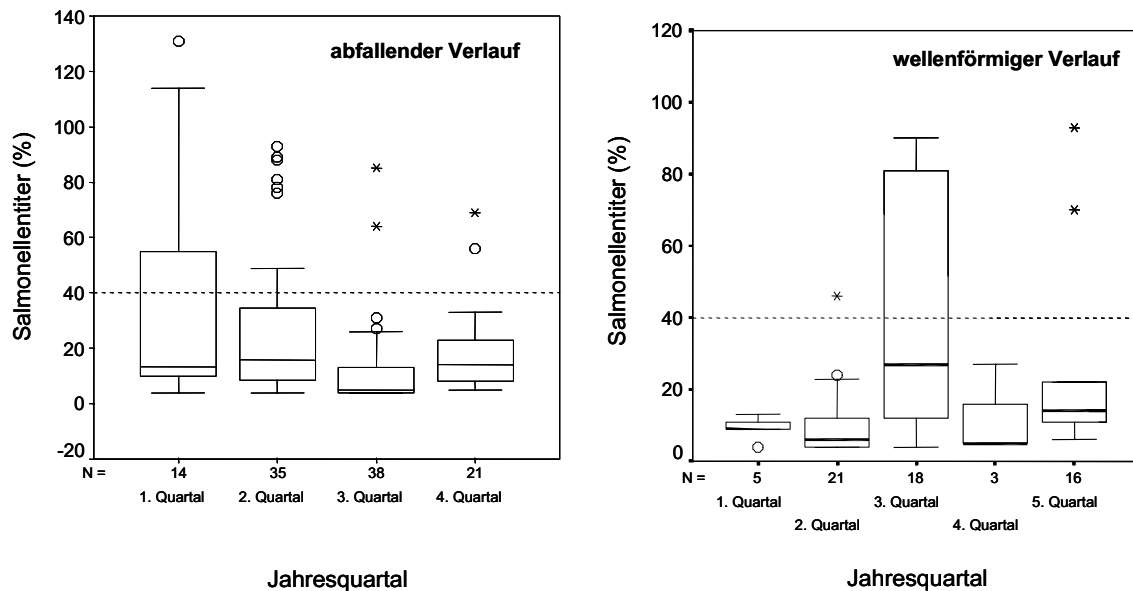 abfallender Verlauf
Salmonellentiter (%)
140
120
100
80
60
40
20
0
-20
N = 14 35 38 21
1. Quartal 2. Quartal 3. Quartal 4. Quartal
Jahresquartal
wellenförmiger Verlauf
Salmonellentiter (%)
120
100
80
60
40
20
0
N = 5 21 18 3 16
1. Quartal 3. Quartal 5. Quartal
2. Quartal 4. Quartal
Jahresquartal